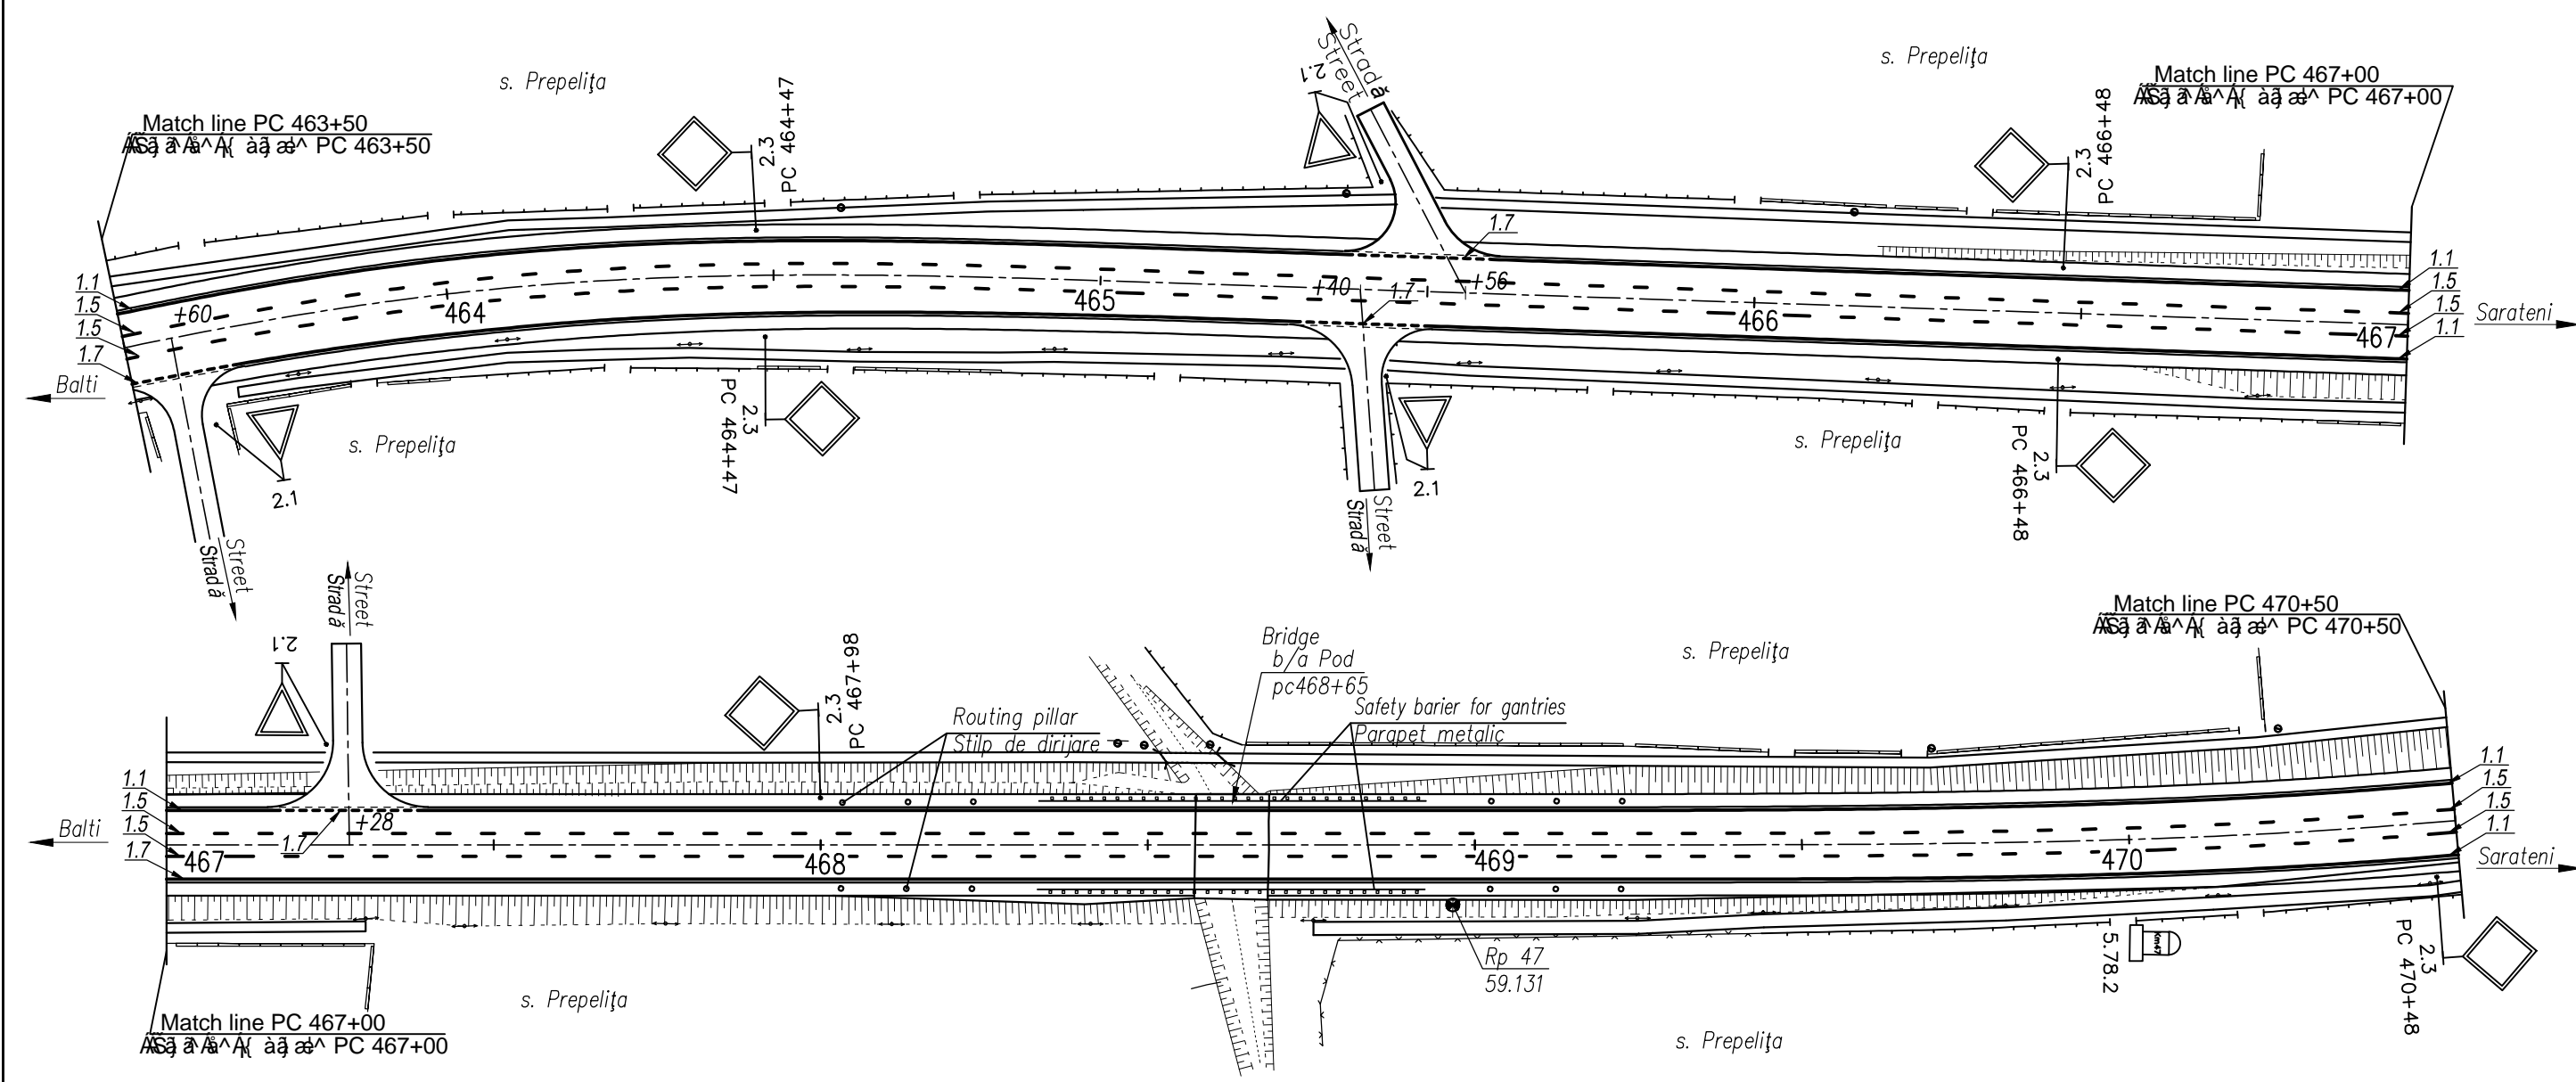 s. Prepeliţa
Match line PC 463+50
PC 463+50
2.3
PC 464+47
Stradă
Street
2.1
s. Prepeliţa
Match line PC 467+00
PC 467+00
2.3
PC 466+48
1.7
1.1
1.5
1.5
1.7
+60
464
465
+40
1.7
+56
466
467
1.1
1.5
1.5
1.1
Sarateni
Balti
s. Prepeliţa
2.1
Stradă
Street
2.3
PC 464+47
2.1
Stradă
Street
s. Prepeliţa
2.3
PC 466+48
Stradă
Street
2.1
2.3
PC 467+98
Routing pillar
Stilp de dirijare
Bridge
b/a Pod
pc468+65
Safety barier for gantries
Parapet metalic
s. Prepeliţa
Match line PC 470+50
PC 470+50
1.1
1.5
1.5
1.7
Balti
467
1.7
+28
468
469
470
1.1
1.5
1.5
1.1
Sarateni
Rp 47
59.131
5.78.2
Km47
2.3
PC 470+48
s. Prepeliţa
s. Prepeliţa
Match line PC 467+00
PC 467+00